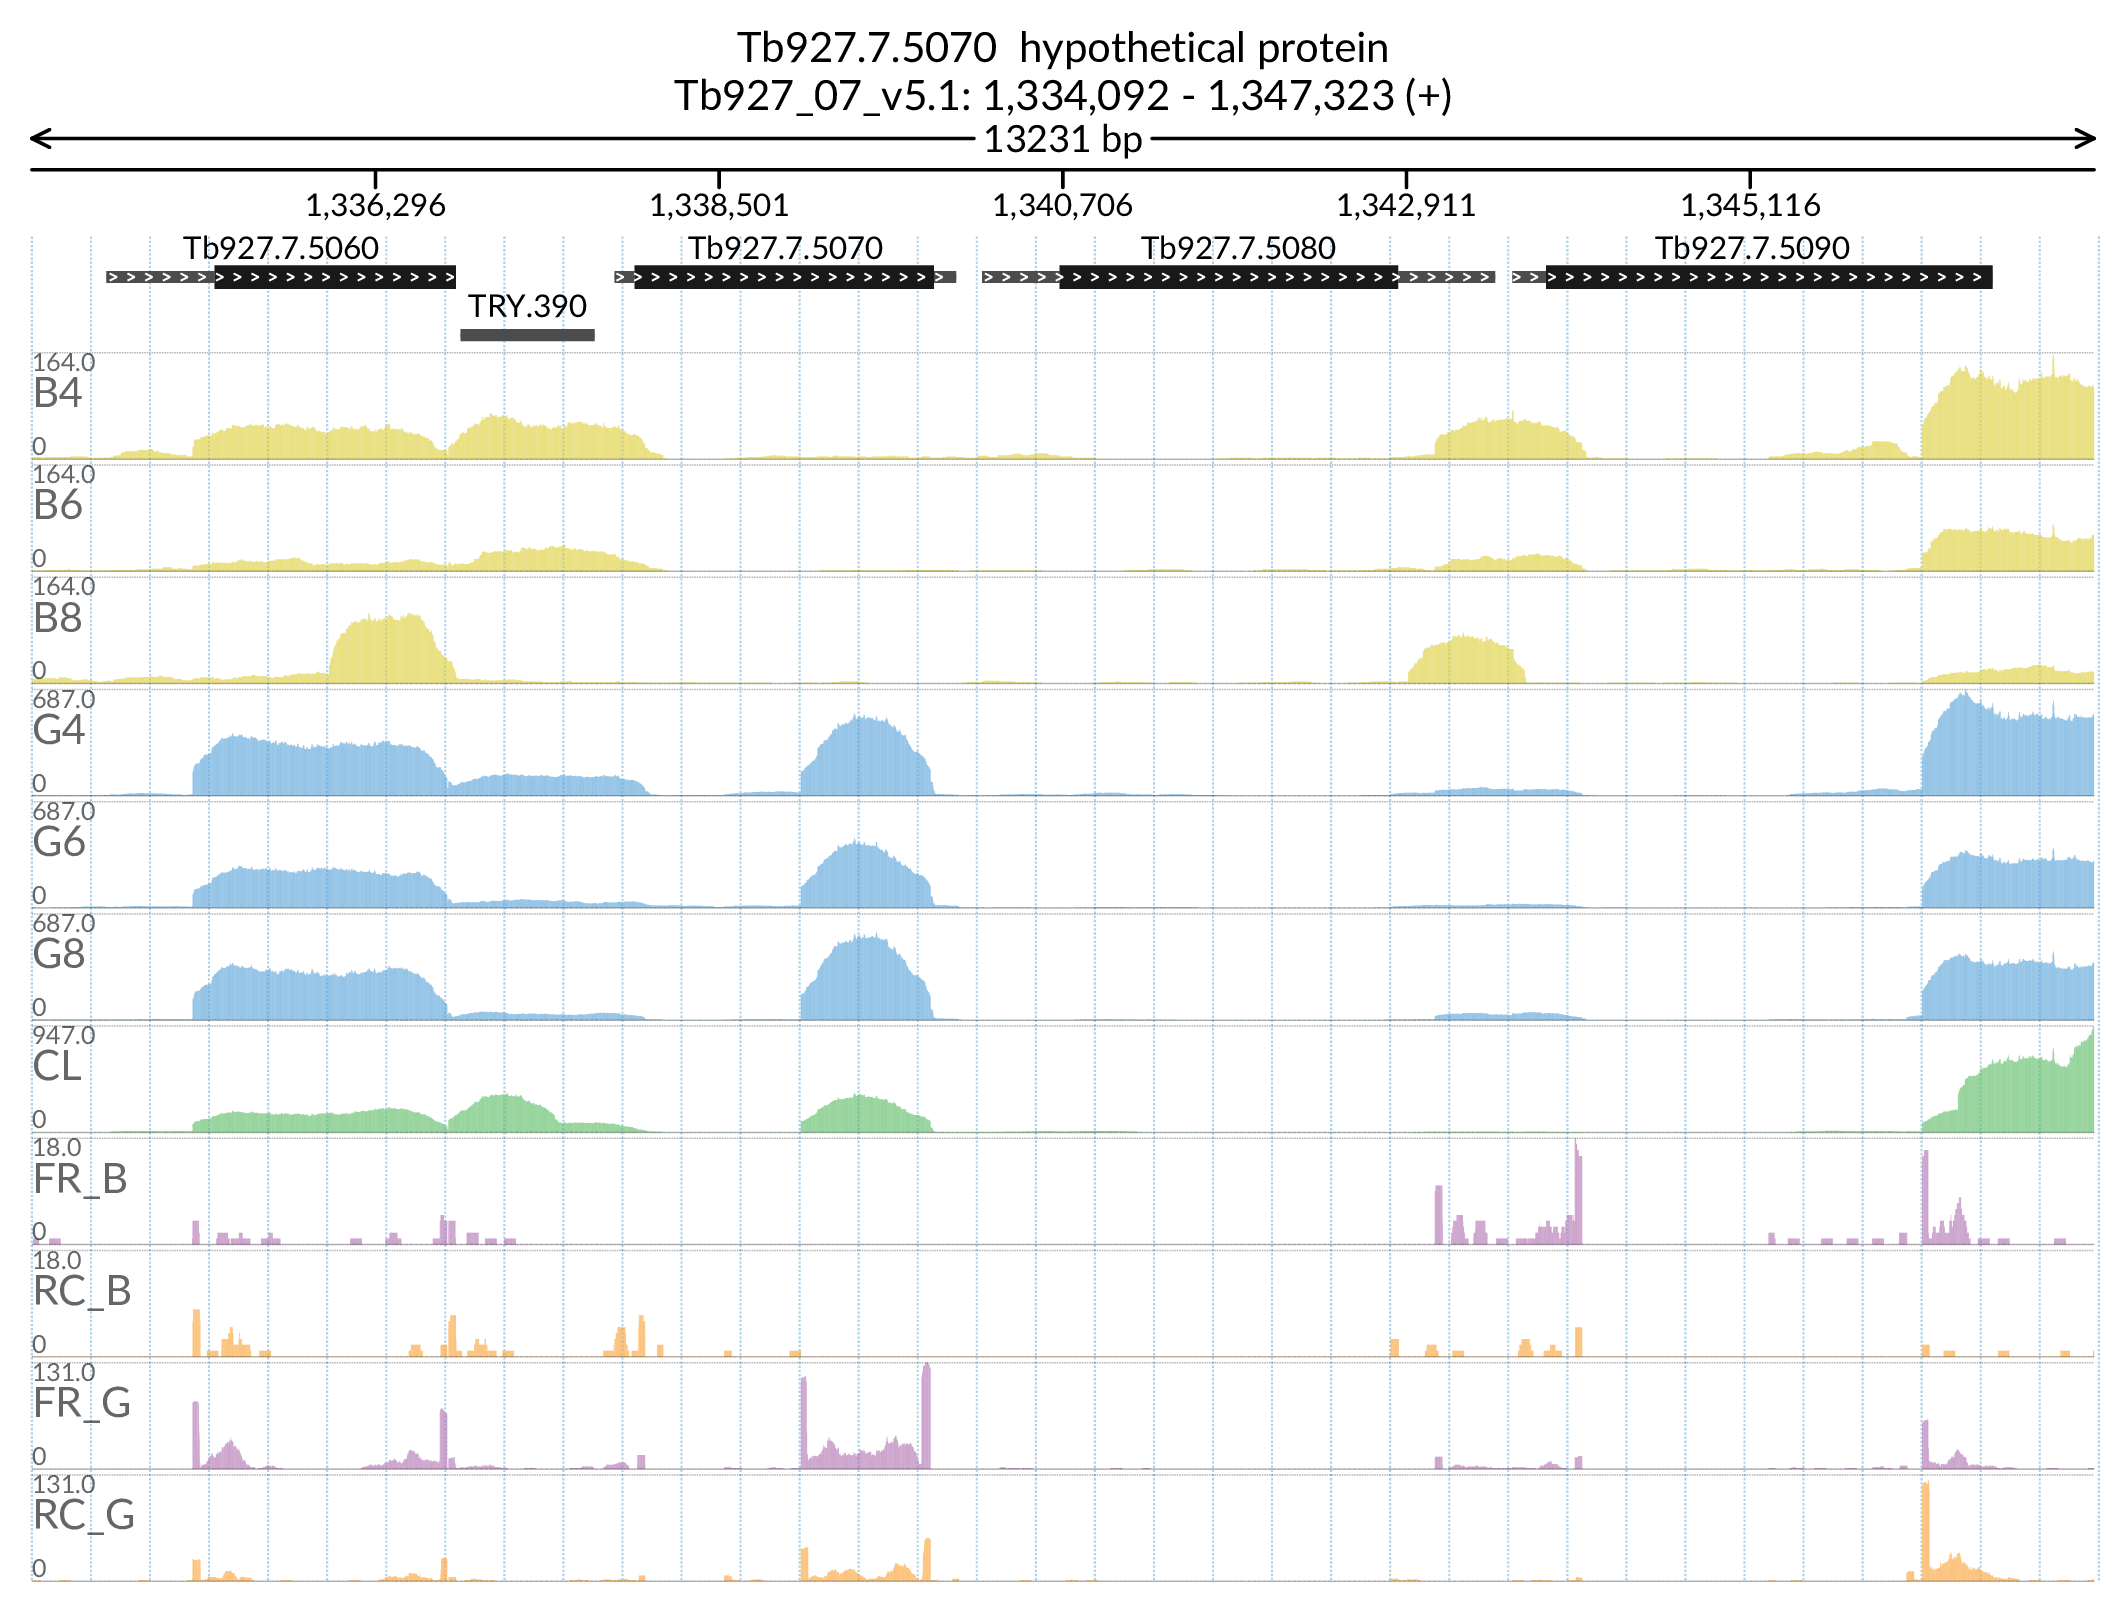 Tb927.7.5070  hypothetical protein
Tb927_07_v5.1: 1,334,092 - 1,347,323 (+)
13231 bp
1,336,296 1,338,501 1,340,706 1,342,911 1,345,116
Tb927.7.5060 Tb927.7.5070 Tb927.7.5080 Tb927.7.5090
TRY.390
164.0
B4
0
164.0
B6
0
164.0
B8
0
687.0
G4
0
687.0
G6
0
687.0
G8
0
947.0
CL
0
18.0
FR_B
0
18.0
RC_B
0
131.0
FR_G
0
131.0
RC_G
0